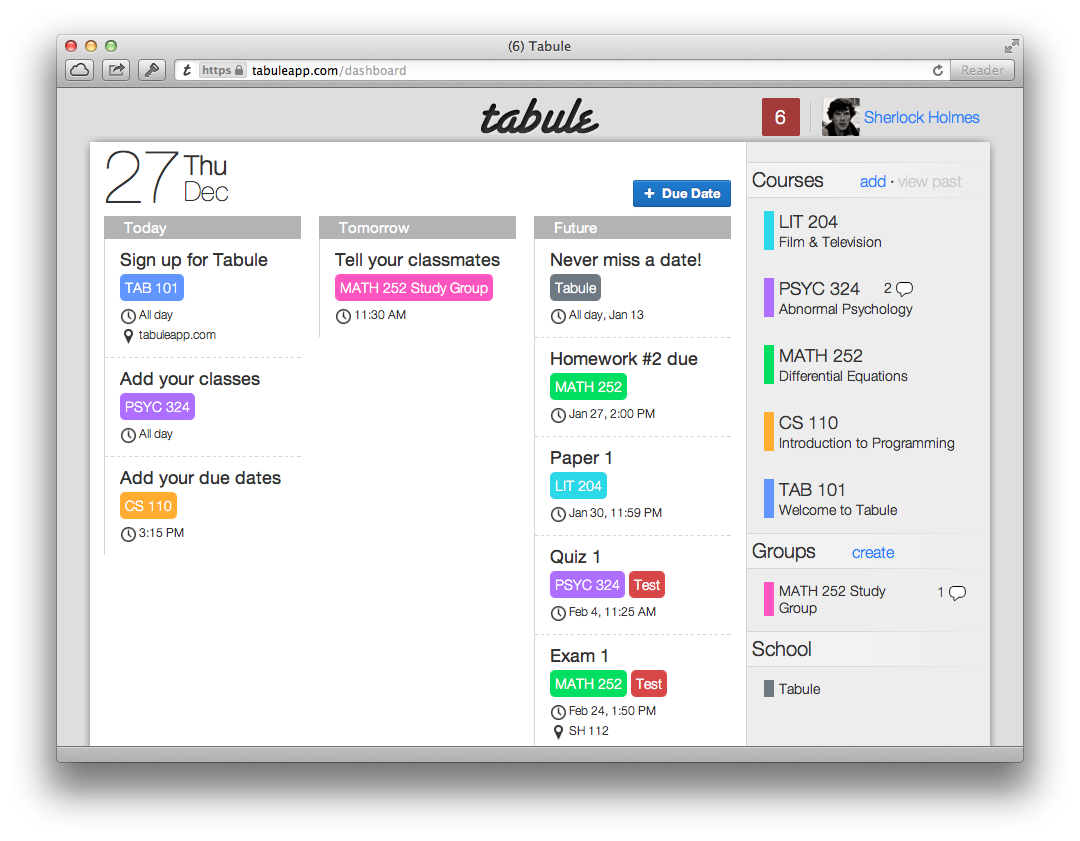 (6) Tabule
t https tabuleapp.com/dashboard
Reader
tabule
6
Sherlock Holmes
27 Thu
Dec
+ Due Date
Today
Sign up for Tabule
TAB 101
All day
tabuleapp.com
Add your classes
PSYC 324
All day
Add your due dates
CS 110
3:15 PM
Tomorrow
Tell your classmates
MATH 252 Study Group
11:30 AM
Future
Never miss a date!
Tabule
All day, Jan 13
Homework #2 due
MATH 252
Jan 27, 2:00 PM
Paper 1
LIT 204
Jan 30, 11:59 PM
Quiz 1
PSYC 324 Test
Feb 4, 11:25 AM
Exam 1
MATH 252 Test
Feb 24, 1:50 PM
SH 112
Courses add · view past
LIT 204
Film & Television
PSYC 324 2
Abnormal Psychology
MATH 252
Differential Equations
CS 110
Introduction to Programming
TAB 101
Welcome to Tabule
Groups create
MATH 252 Study 1
Group
School
Tabule